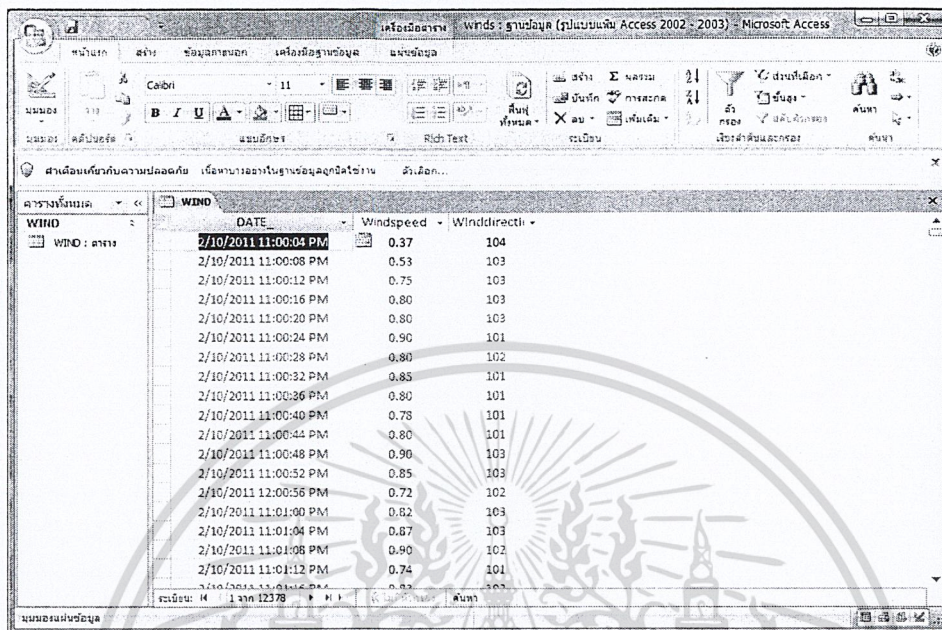 เครื่องมือตาราง winds : ฐานข้อมูล (รูปแบบแฟ้ม Access 2002 - 2003) - Microsoft Access
หน้าแรก สร้าง ข้อมูลภายนอก เครื่องมือฐานข้อมูล แผ่นข้อมูล
Calibri 11
สร้าง Σ ผลรวม
บันทึก การสะกด
ลบ เพิ่มเติม
B I U
มุมมอง วาง ฟื้นฟูทั้งหมด ตัวกรอง ค้นหา
ส่วนที่เลือก
ขั้นสูง
สลับตัวกรอง
มุมมอง คลิปบอร์ด แบบอักษร Rich Text ระเบียน เรียงลำดับและกรอง ค้นหา
คำเตือนเกี่ยวกับความปลอดภัย เนื้อหาบางอย่างในฐานข้อมูลถูกปิดใช้งาน ตัวเลือก...
ตารางทั้งหมด
WIND
WIND : ตาราง
WIND
DATE_ Windspeed Winddirecti
2/10/2011 11:00:04 PM 0.37 104
2/10/2011 11:00:08 PM 0.53 103
2/10/2011 11:00:12 PM 0.75 103
2/10/2011 11:00:16 PM 0.80 103
2/10/2011 11:00:20 PM 0.80 103
2/10/2011 11:00:24 PM 0.90 101
2/10/2011 11:00:28 PM 0.80 102
2/10/2011 11:00:32 PM 0.85 101
2/10/2011 11:00:36 PM 0.80 101
2/10/2011 11:00:40 PM 0.78 101
2/10/2011 11:00:44 PM 0.80 101
2/10/2011 11:00:48 PM 0.90 103
2/10/2011 11:00:52 PM 0.85 103
2/10/2011 12:00:56 PM 0.72 102
2/10/2011 11:01:00 PM 0.82 103
2/10/2011 11:01:04 PM 0.87 103
2/10/2011 11:01:08 PM 0.90 102
2/10/2011 11:01:12 PM 0.74 101
ระเบียน: 1 จาก 12378 ค้นหา
มุมมองแผ่นข้อมูล